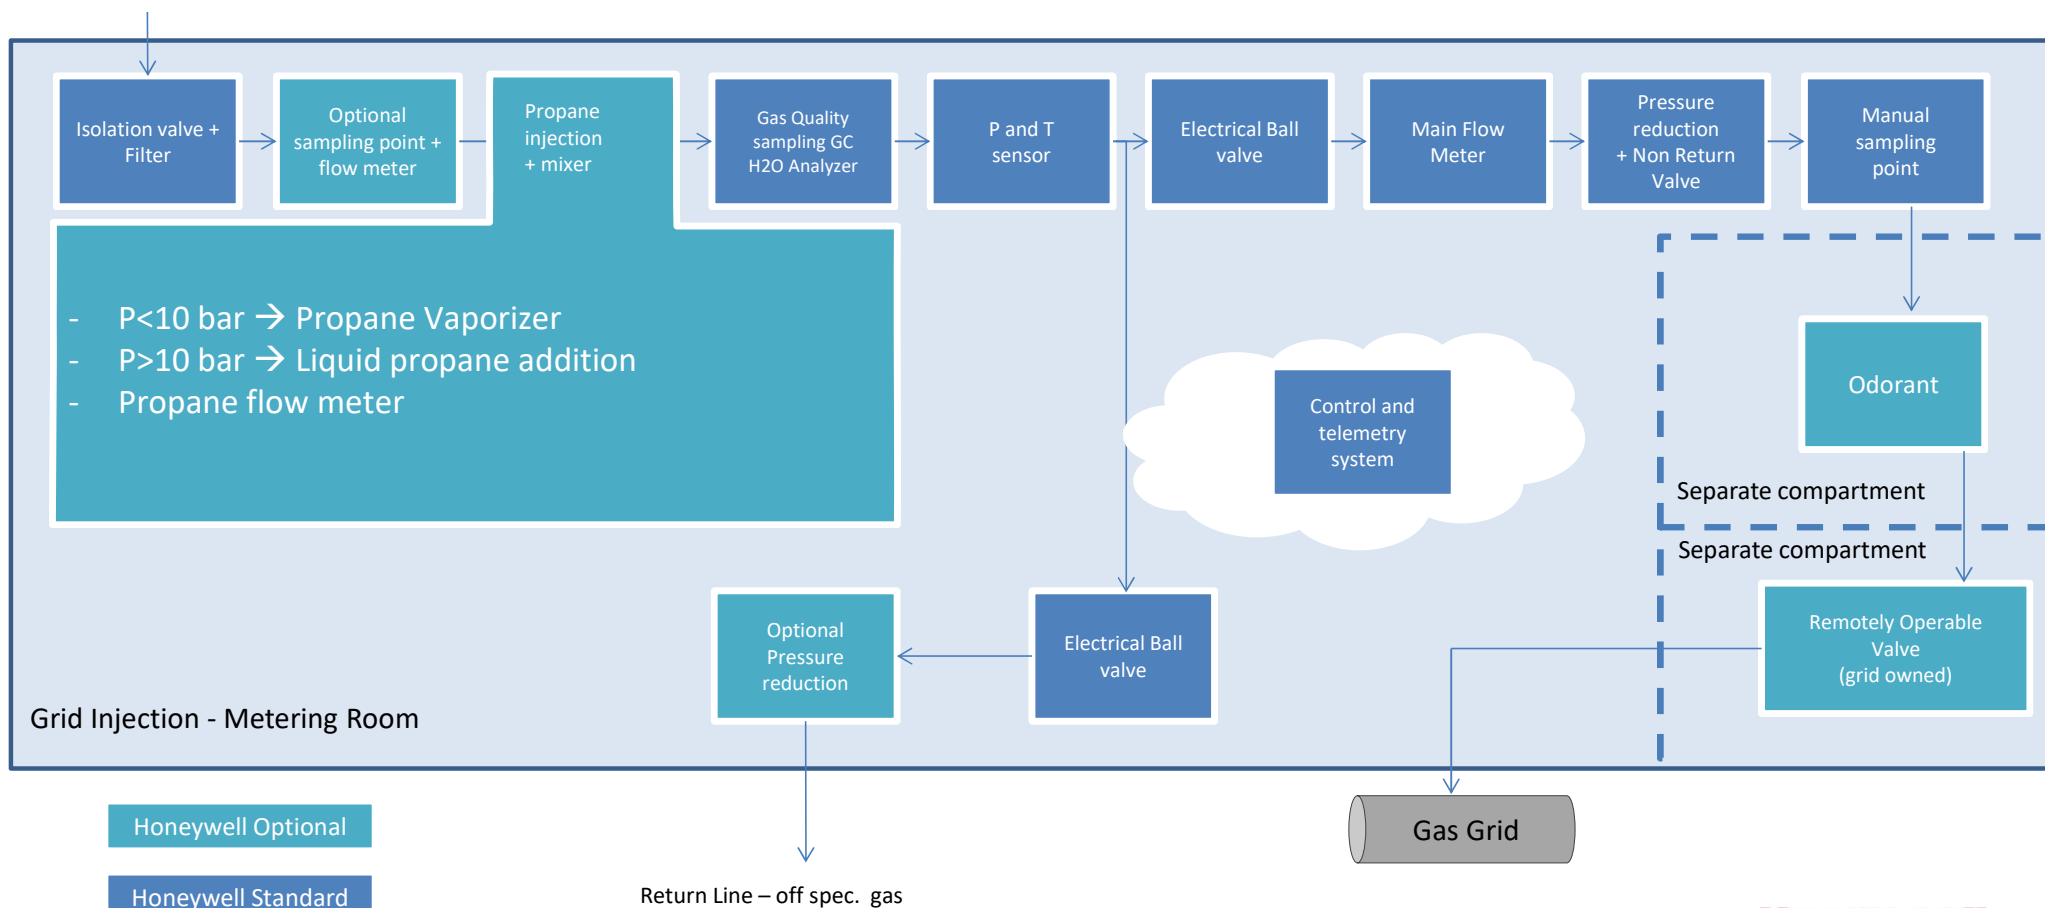 Isolation valve +
Filter
Optional
sampling point +
flow meter
Propane
injection
+ mixer
Gas Quality
sampling GC
H2O Analyzer
P and T
sensor
Electrical Ball
valve
Main Flow
Meter
Pressure
reduction
+ Non Return
Valve
Manual
sampling
point
- P<10 bar → Propane Vaporizer
- P>10 bar → Liquid propane addition
- Propane flow meter
Control and
telemetry
system
Odorant
Separate compartment
Separate compartment
Optional
Pressure
reduction
Electrical Ball
valve
Remotely Operable
Valve
(grid owned)
Grid Injection - Metering Room
Honeywell Optional
Gas Grid
Honeywell Standard
Return Line – off spec. gas